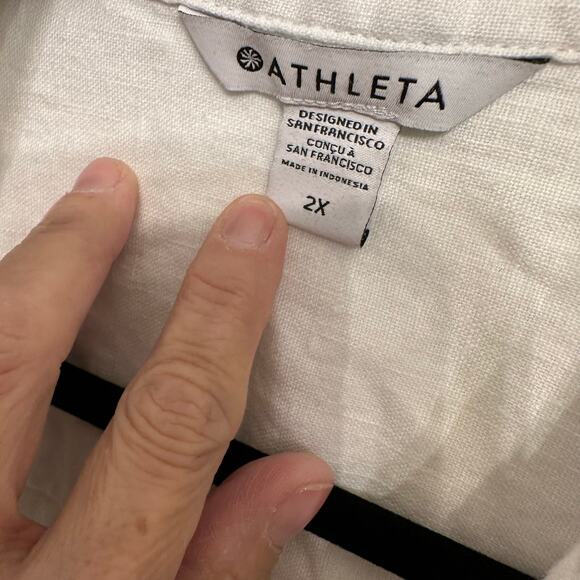 ATHLETA
DESIGNED IN
SAN FRANCISCO
CONÇU À
SAN FRANCISCO
MADE IN INDONESIA
2X